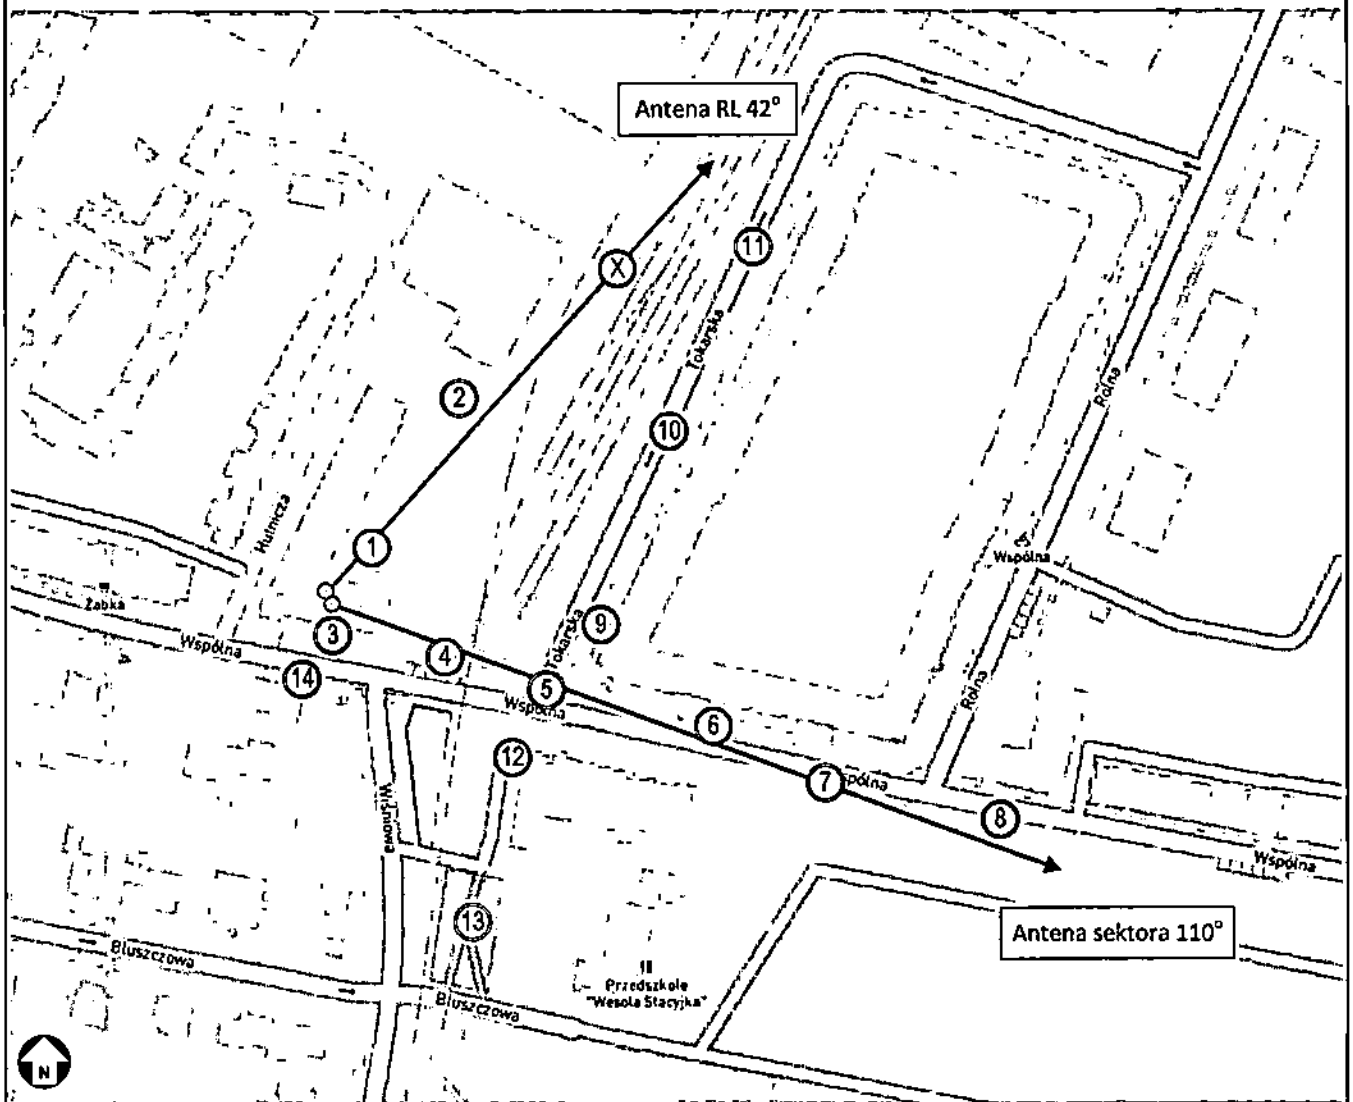 Antena RL 42°
X
11
Tokarska
2
10
Rolna
Hutnicza
1
Wspólna
Żabka
3
9
Tokarska
Wspólna
4
14
5
Rolna
Wspólna
6
12
7
spólna
8
Wiśniowa
Wspólna
13
Antena sektora 110°
Bluszczowa
Przedszkole
"Wesoła Stacyjka"
Bluszczowa
N